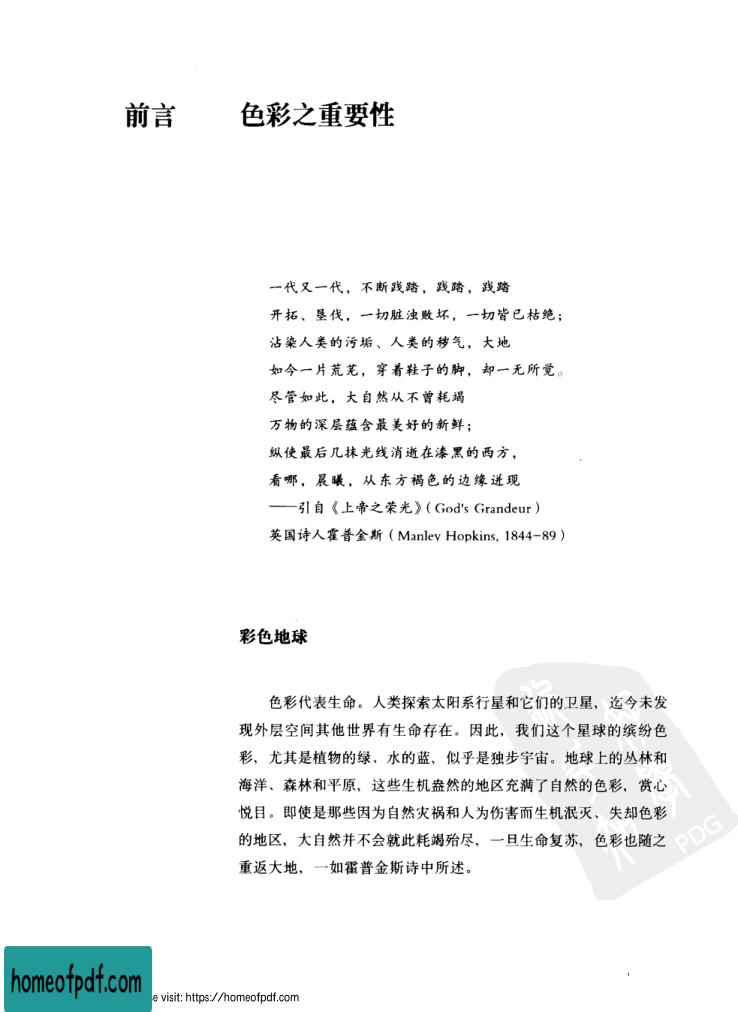 前言 色彩之重要性
一代又一代，不断践踏，践踏，践踏
开拓、垦伐，一切脏浊败坏，一切皆已枯绝；
沾染人类的污垢、人类的秽气，大地
如今一片荒芜，穿着鞋子的脚，却一无所觉。
尽管如此，大自然从不曾耗竭
万物的深层蕴含最美好的新鲜；
纵使最后几抹光线消逝在漆黑的西方，
看哪，晨曦，从东方褐色的边缘迸现
——引自《上帝之荣光》（God's Grandeur）
英国诗人霍普金斯（Manley Hopkins, 1844-89）
彩色地球
色彩代表生命。人类探索太阳系行星和它们的卫星，迄今未发
现外层空间其他世界有生命存在。因此，我们这个星球的缤纷色
彩，尤其是植物的绿、水的蓝，似乎是独步宇宙。地球上的丛林和
海洋、森林和平原，这些生机盎然的地区充满了自然的色彩，赏心
悦目。即使是那些因为自然灾祸和人为伤害而生机泯灭、失却色彩
的地区，大自然并不会就此耗竭殆尽，一旦生命复苏，色彩也随之
重返大地，一如霍普金斯诗中所述。
PDG
homeofpdf.com
e visit: https://homeofpdf.com